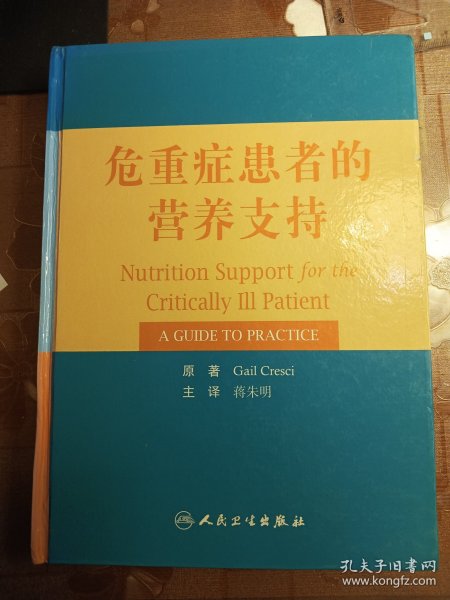 危重症患者的
营养支持
Nutrition Support for the
Critically Ill Patient
A GUIDE TO PRACTICE
原 著 Gail Cresci
主 译 蒋朱明
人民卫生出版社
孔夫子旧书网
www.kongfz.com